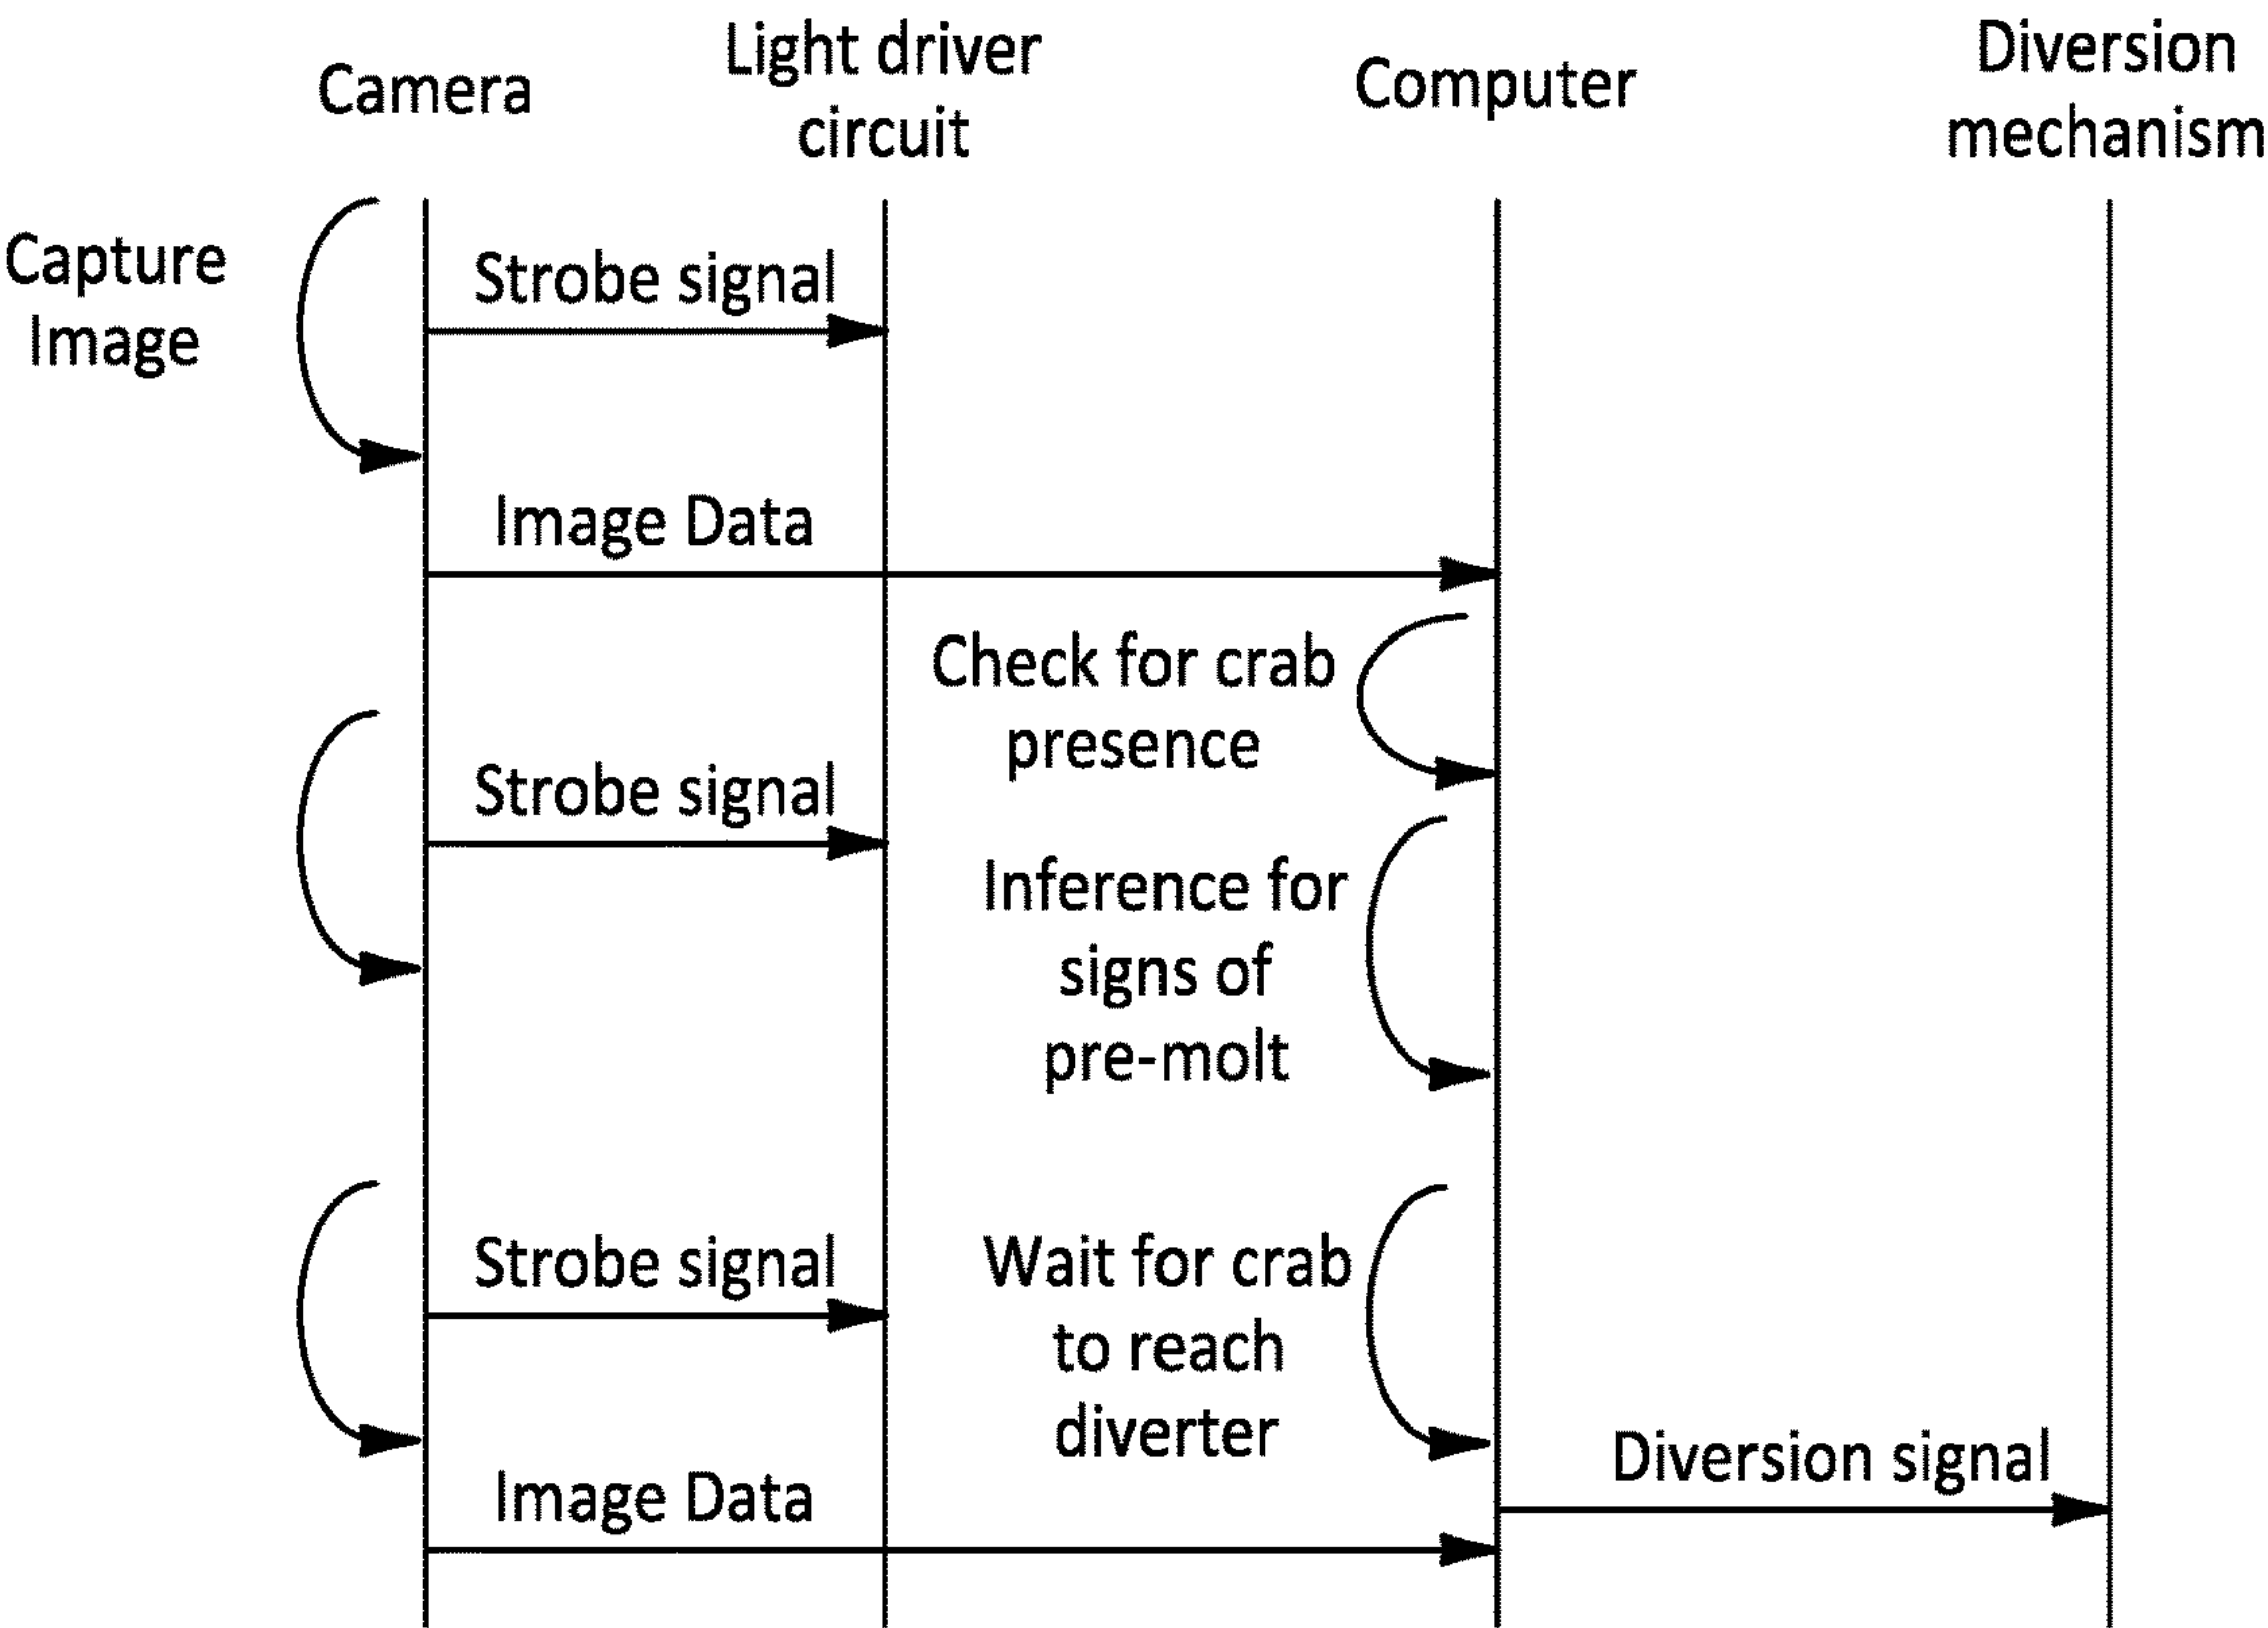 Camera
Light driver
circuit
Computer
Diversion
mechanism
Capture
Image
Strobe signal
Image Data
Check for crab
presence
Strobe signal
Inference for
signs of
pre-molt
Strobe signal
Wait for crab
to reach
diverter
Diversion signal
Image Data